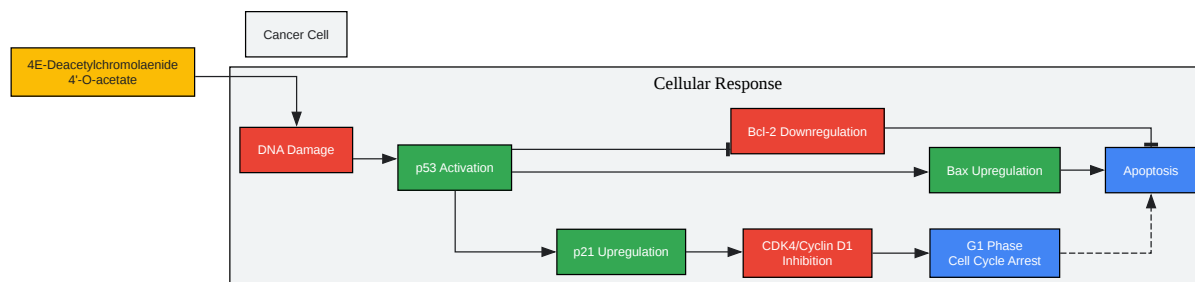 Cancer Cell
4E-Deacetylchromolaenide
4'-O-acetate
Cellular Response
DNA Damage
p53 Activation
Bcl-2 Downregulation
Bax Upregulation
Apoptosis
p21 Upregulation
CDK4/Cyclin D1
Inhibition
G1 Phase
Cell Cycle Arrest